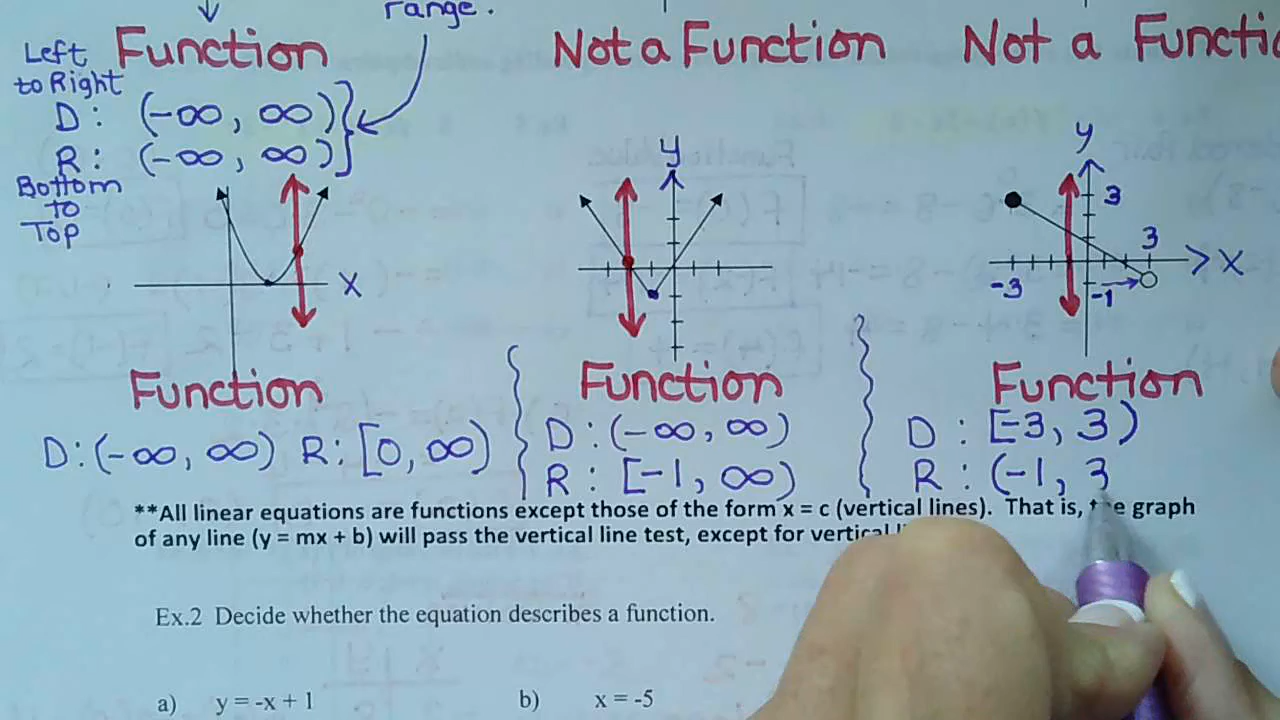 range.
Left
to Right
Function
Not a Function
Not a Functi
D: (-∞, ∞)
R: (-∞, ∞)
Bottom
to
Top
x
y
y
3
3
x
-3
-1
Function
Function
Function
D: (-∞, ∞) R: [0, ∞)
D: (-∞, ∞)
R: [-1, ∞)
D: [-3, 3)
R: (-1, 3
**All linear equations are functions except those of the form x = c (vertical lines). That is, the graph
of any line (y = mx + b) will pass the vertical line test, except for vertical
Ex.2 Decide whether the equation describes a function.
a) y = -x + 1
b) x = -5